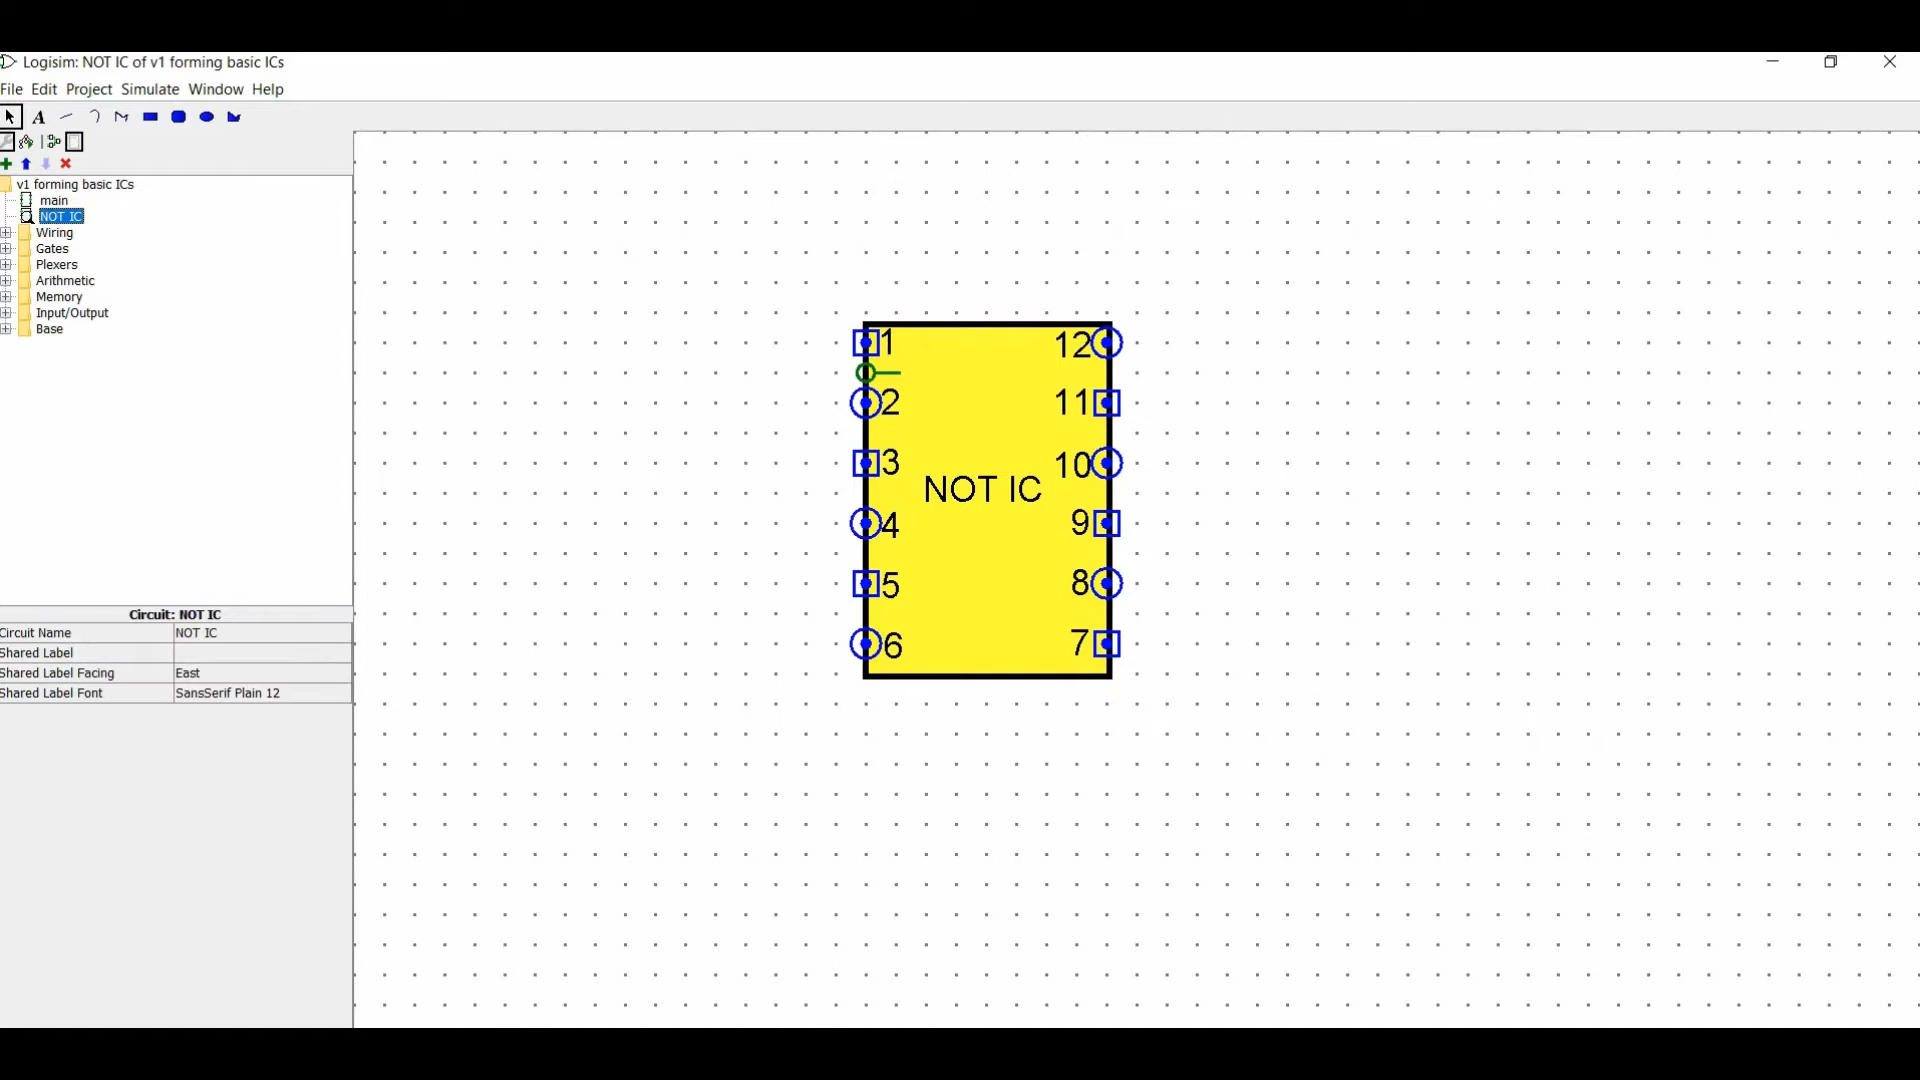 Logisim: NOT IC of v1 forming basic ICs
File Edit Project Simulate Window Help
A
v1 forming basic ICs
main
NOT IC
Wiring
Gates
Plexers
Arithmetic
Memory
Input/Output
Base
Circuit: NOT IC
Circuit Name NOT IC
Shared Label
Shared Label Facing East
Shared Label Font SansSerif Plain 12
1 12
2 11
3 10
NOT IC
4 9
5 8
6 7